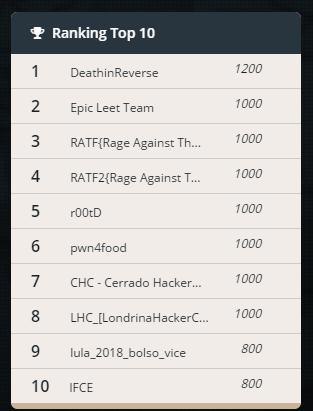 Ranking Top 10
1 DeathinReverse 1200
2 Epic Leet Team 1000
3 RATF{Rage Against Th... 1000
4 RATF2{Rage Against T... 1000
5 r00tD 1000
6 pwn4food 1000
7 CHC - Cerrado Hacker... 1000
8 LHC_[LondrinaHackerC... 1000
9 lula_2018_bolso_vice 800
10 IFCE 800